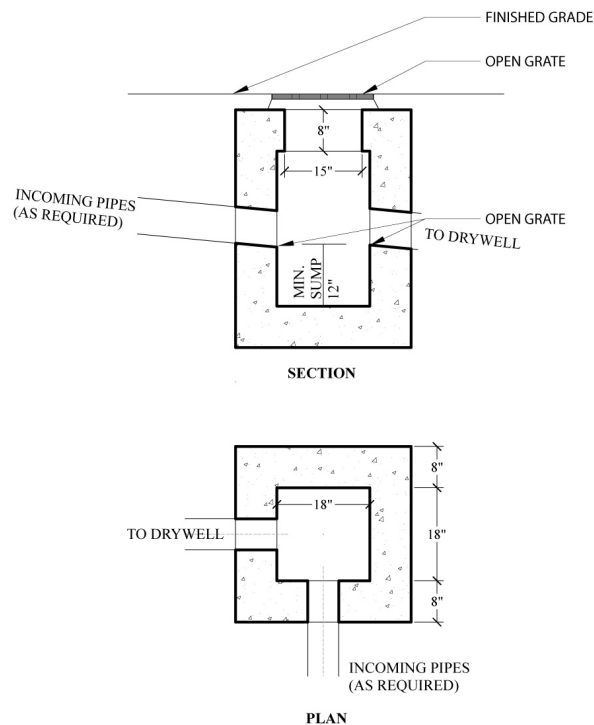 FINISHED GRADE
OPEN GRATE
8"
15"
INCOMING PIPES
(AS REQUIRED)
OPEN GRATE
TO DRYWELL
MIN.
SUMP
12"
SECTION
8"
18"
TO DRYWELL
18"
8"
INCOMING PIPES
(AS REQUIRED)
PLAN